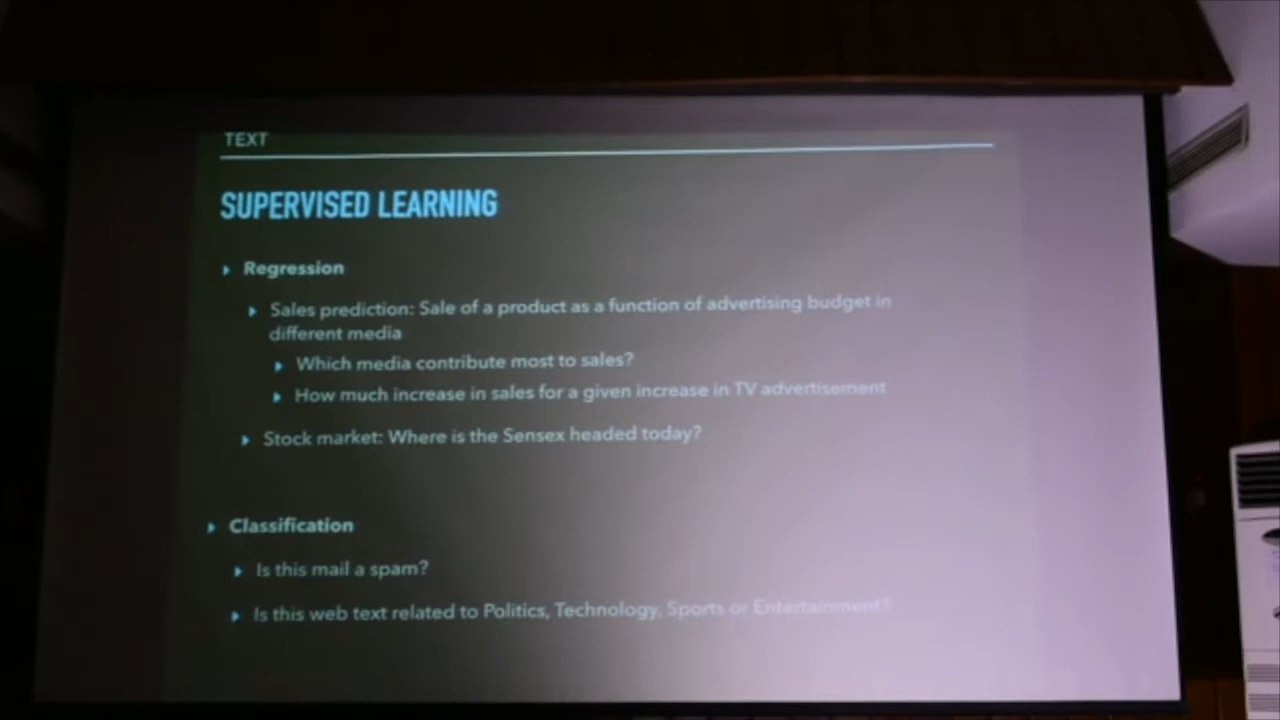 TEXT
SUPERVISED LEARNING
Regression
Sales prediction: Sale of a product as a function of advertising budget in
different media
Which media contribute most to sales?
How much increase in sales for a given increase in TV advertisement
Stock market: Where is the Sensex headed today?
Classification
Is this mail a spam?
Is this web text related to Politics, Technology, Sports or Entertainment?